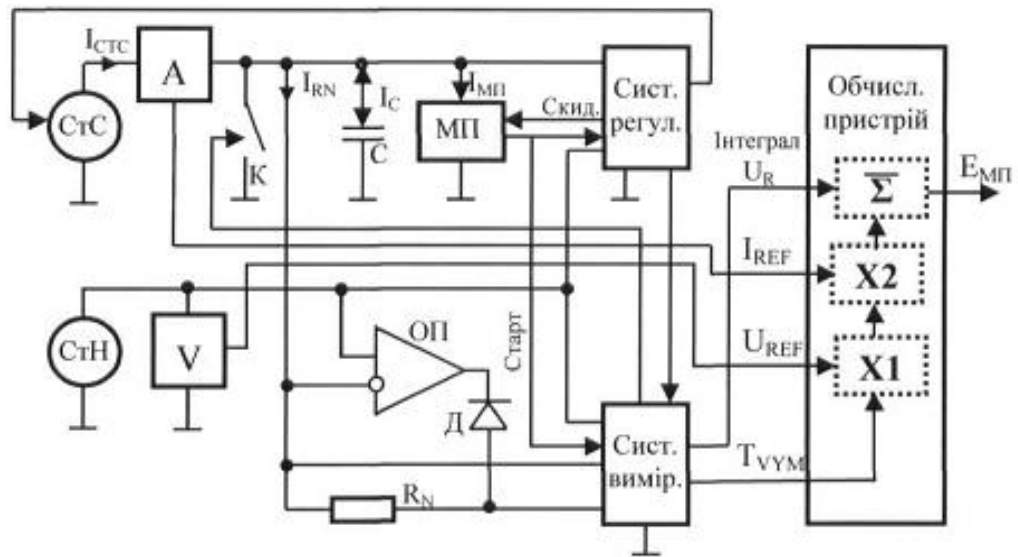 I_СТС
А
СтС
К
I_RN
I_C
С
I_МП
МП
Скид.
Сист.
регул.
Обчисл.
пристрій
Інтеграл
U_R
Σ
E_МП
I_REF
X2
U_REF
X1
T_VYM
СтН
V
ОП
Д
Старт
R_N
Сист.
вимір.